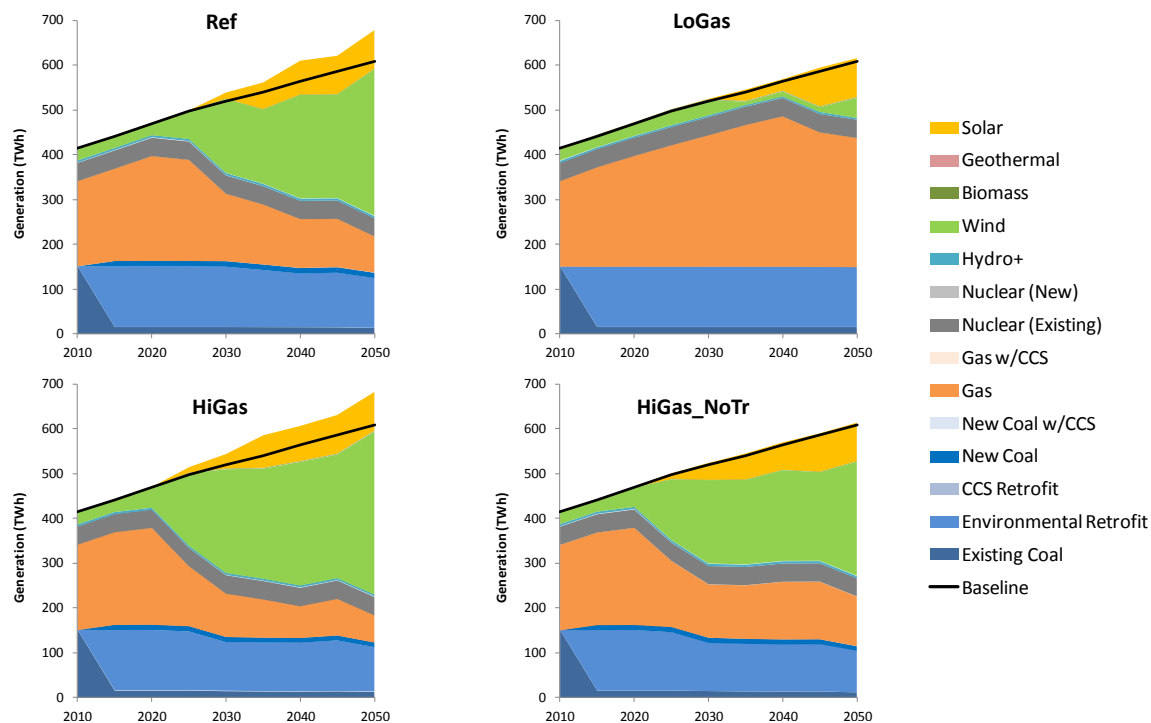 Ref
Generation (TWh)
700
600
500
400
300
200
100
0
2010 2020 2030 2040 2050
LoGas
Generation (TWh)
700
600
500
400
300
200
100
0
2010 2020 2030 2040 2050
HiGas
Generation (TWh)
700
600
500
400
300
200
100
0
2010 2020 2030 2040 2050
HiGas_NoTr
Generation (TWh)
700
600
500
400
300
200
100
0
2010 2020 2030 2040 2050
Solar
Geothermal
Biomass
Wind
Hydro+
Nuclear (New)
Nuclear (Existing)
Gas w/CCS
Gas
New Coal w/CCS
New Coal
CCS Retrofit
Environmental Retrofit
Existing Coal
Baseline